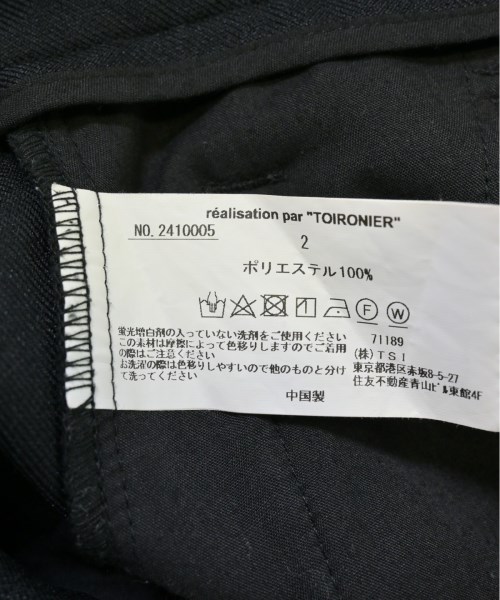 réalisation par "TOIRONIER"
NO. 2410005
2
ポリエステル100%
F W
蛍光増白剤の入っていない洗剤をご使用ください
この素材は摩擦によって色移りしますのでご着用
の際はご注意ください
お洗濯の際は色移りしやすいので他のものと分け
て洗ってください
71189
(株)TSI
東京都港区赤坂8-5-27
住友不動産青山ビル東館4F
中国製